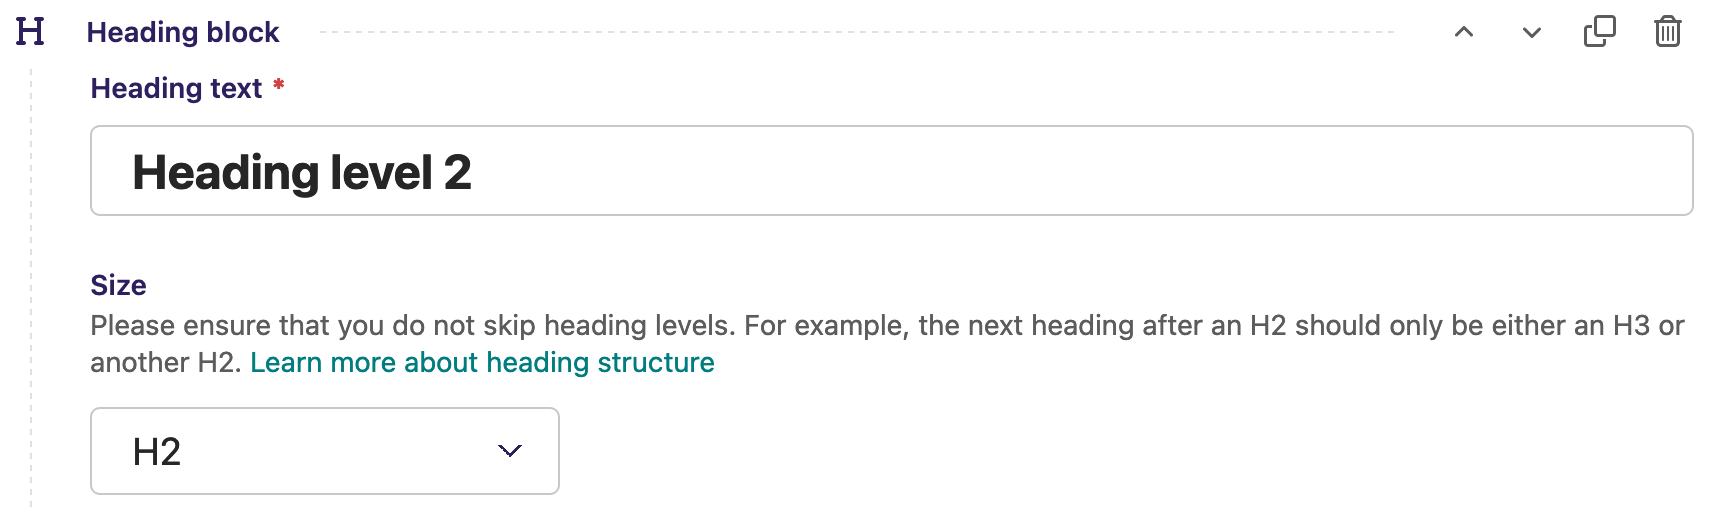 H Heading block
Heading text *
Heading level 2
Size
Please ensure that you do not skip heading levels. For example, the next heading after an H2 should only be either an H3 or
another H2. Learn more about heading structure
H2